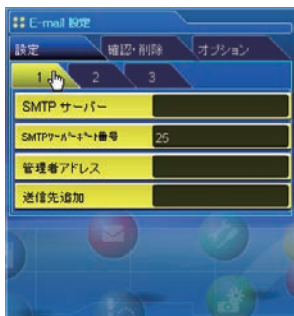 E-mail 設定
設定 確認・削除 オプション
1 2 3
SMTP サーバー
SMTPサーバーポート番号 25
管理者アドレス
送信先追加